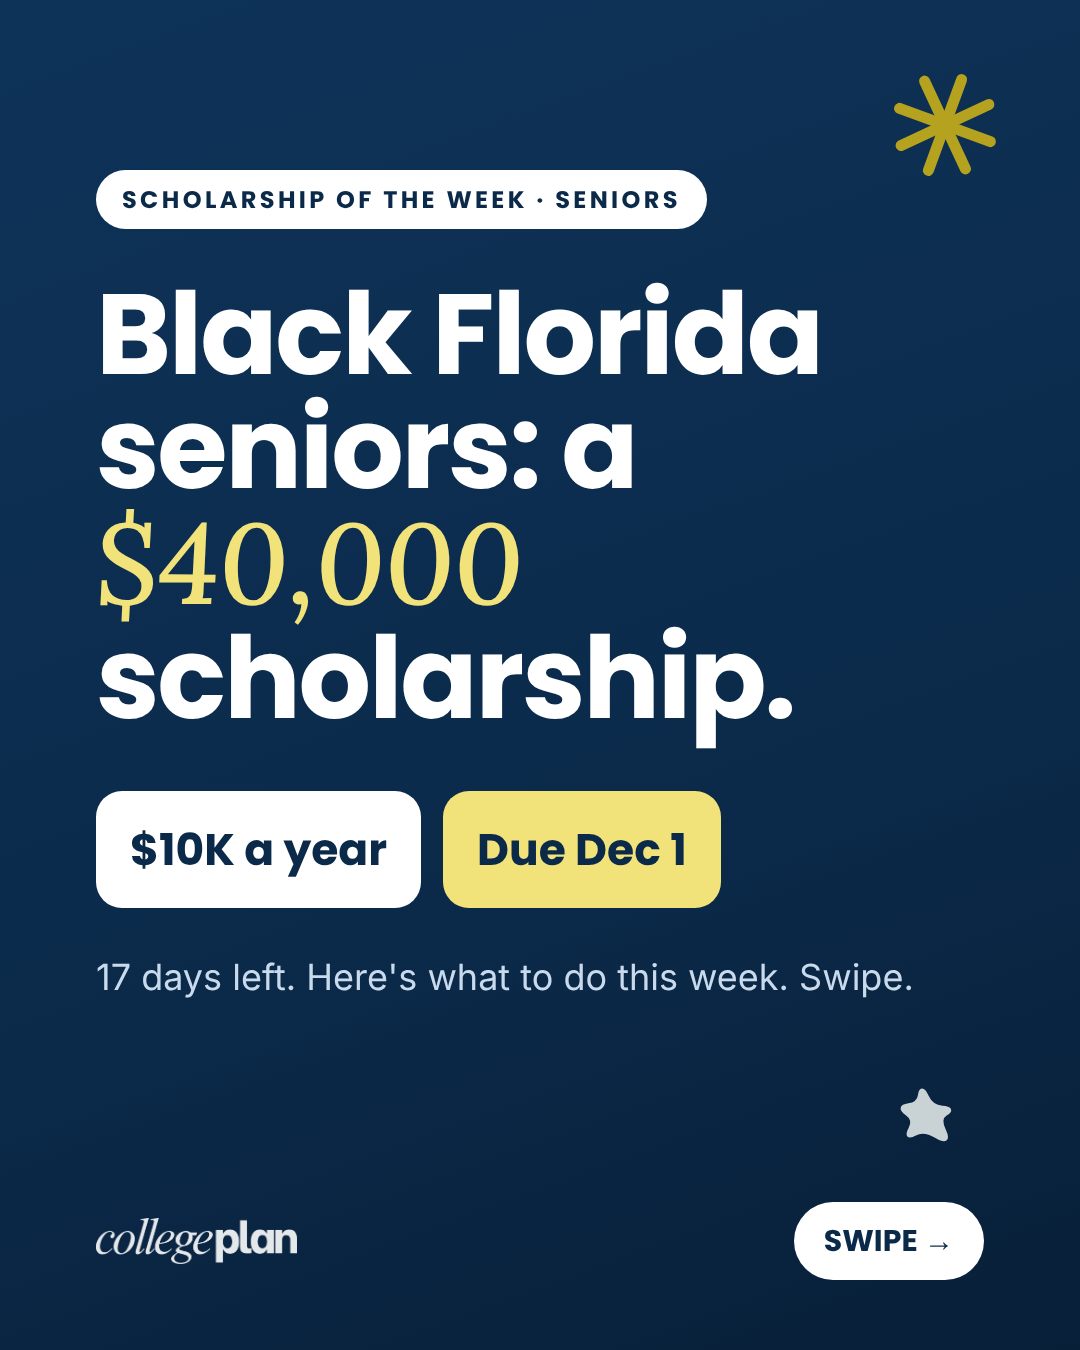 SCHOLARSHIP OF THE WEEK · SENIORS
Black Florida
seniors: a
$40,000
scholarship.
$10K a year
Due Dec 1
17 days left. Here's what to do this week. Swipe.
collegeplan
SWIPE →